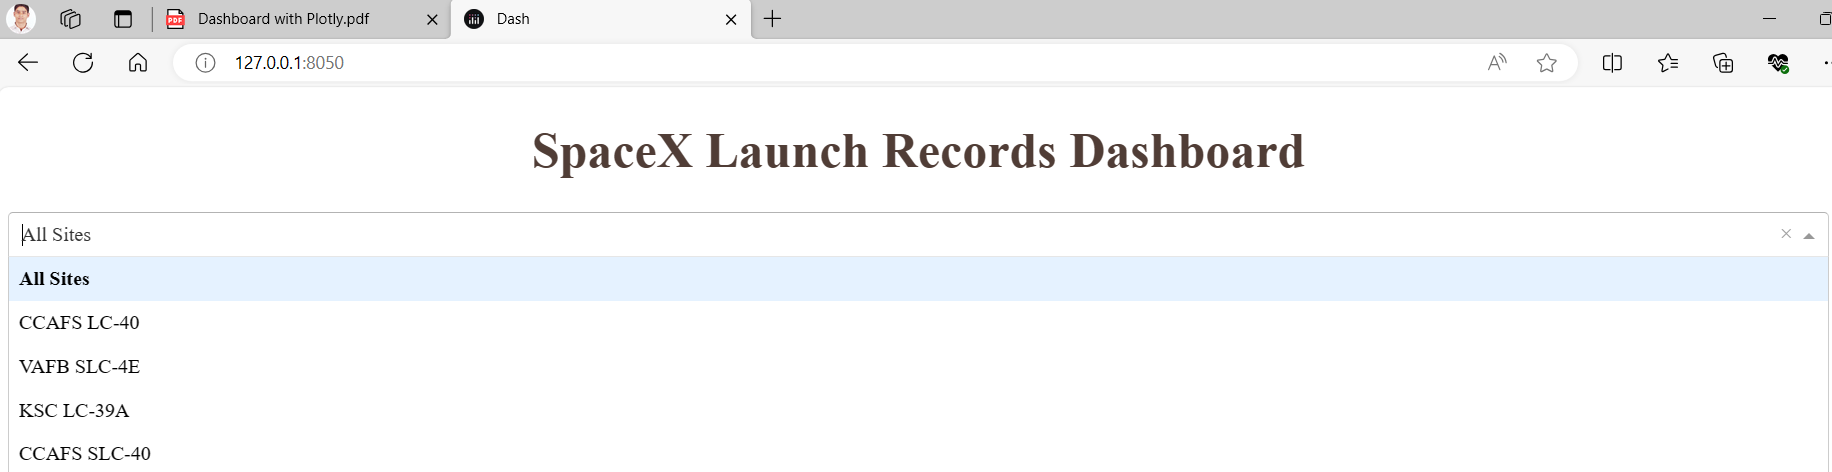 PDF Dashboard with Plotly.pdf Dash
127.0.0.1:8050
SpaceX Launch Records Dashboard
All Sites
All Sites
CCAFS LC-40
VAFB SLC-4E
KSC LC-39A
CCAFS SLC-40